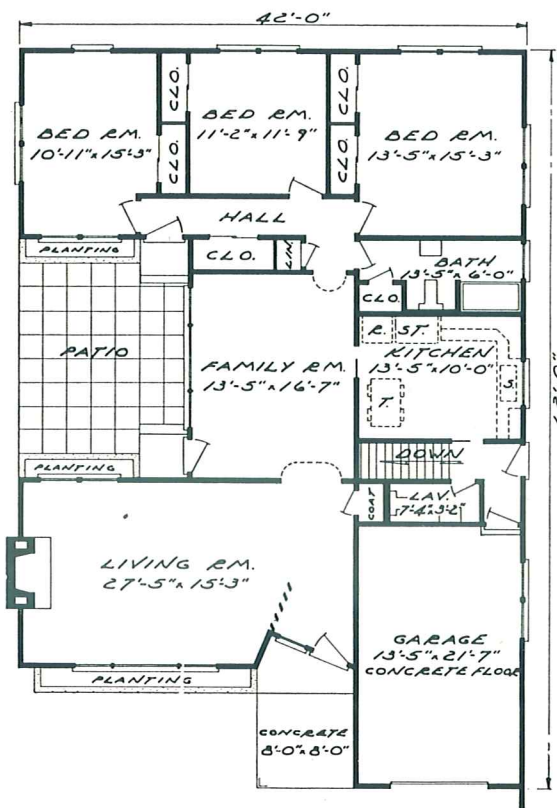 42'-0"
CLO.
CLO.
BED RM.
11'-2" x 11'-9"
BED RM.
10'-11" x 15'-3"
BED RM.
13'-5" x 15'-3"
CLO.
CLO.
HALL
PLANTING
CLO.
LIN.
BATH
13'-5" x 6'-0"
CLO.
R.
ST.
PATIO
KITCHEN
13'-5" x 10'-0"
FAMILY RM.
13'-5" x 16'-7"
S.
T.
DOWN
PLANTING
COAT
LAV.
7'-4" x 3'-2"
LIVING RM.
27'-5" x 15'-3"
GARAGE
13'-5" x 21'-7"
CONCRETE FLOOR
PLANTING
CONCRETE
8'-0" x 8'-0"